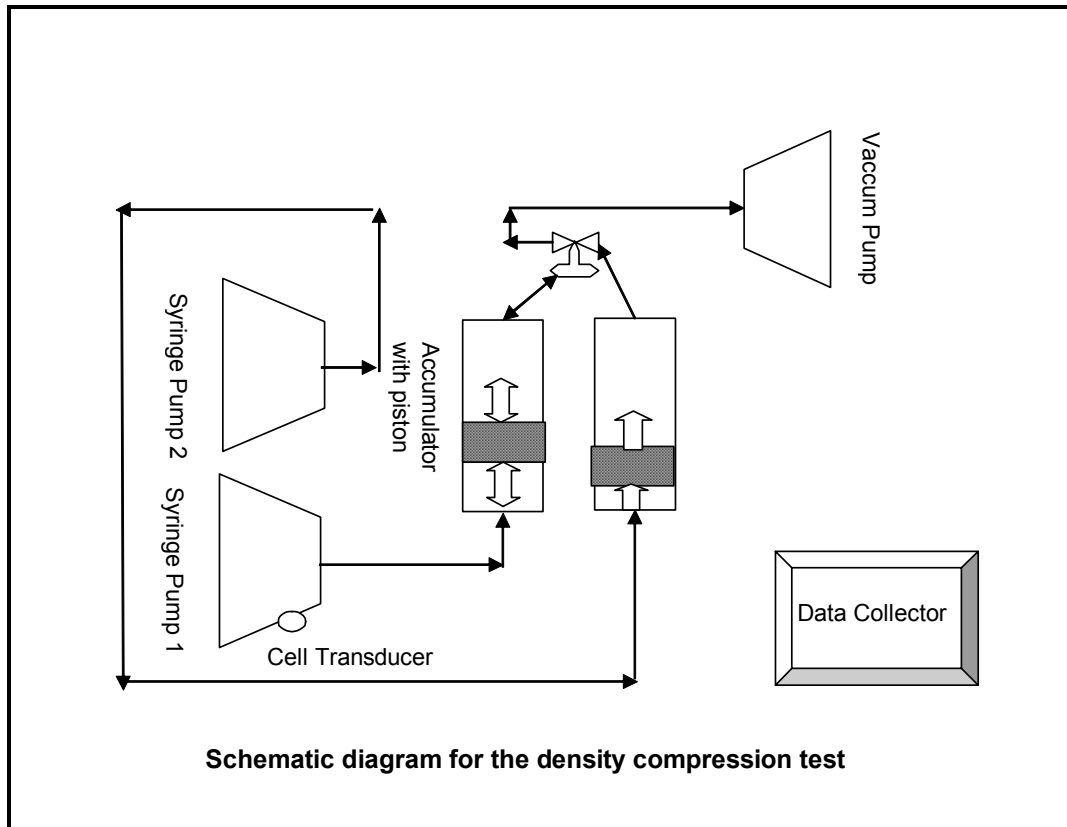 Vaccum Pump
Syringe Pump 2
Accumulator
with piston
Syringe Pump 1
Data Collector
Cell Transducer
Schematic diagram for the density compression test